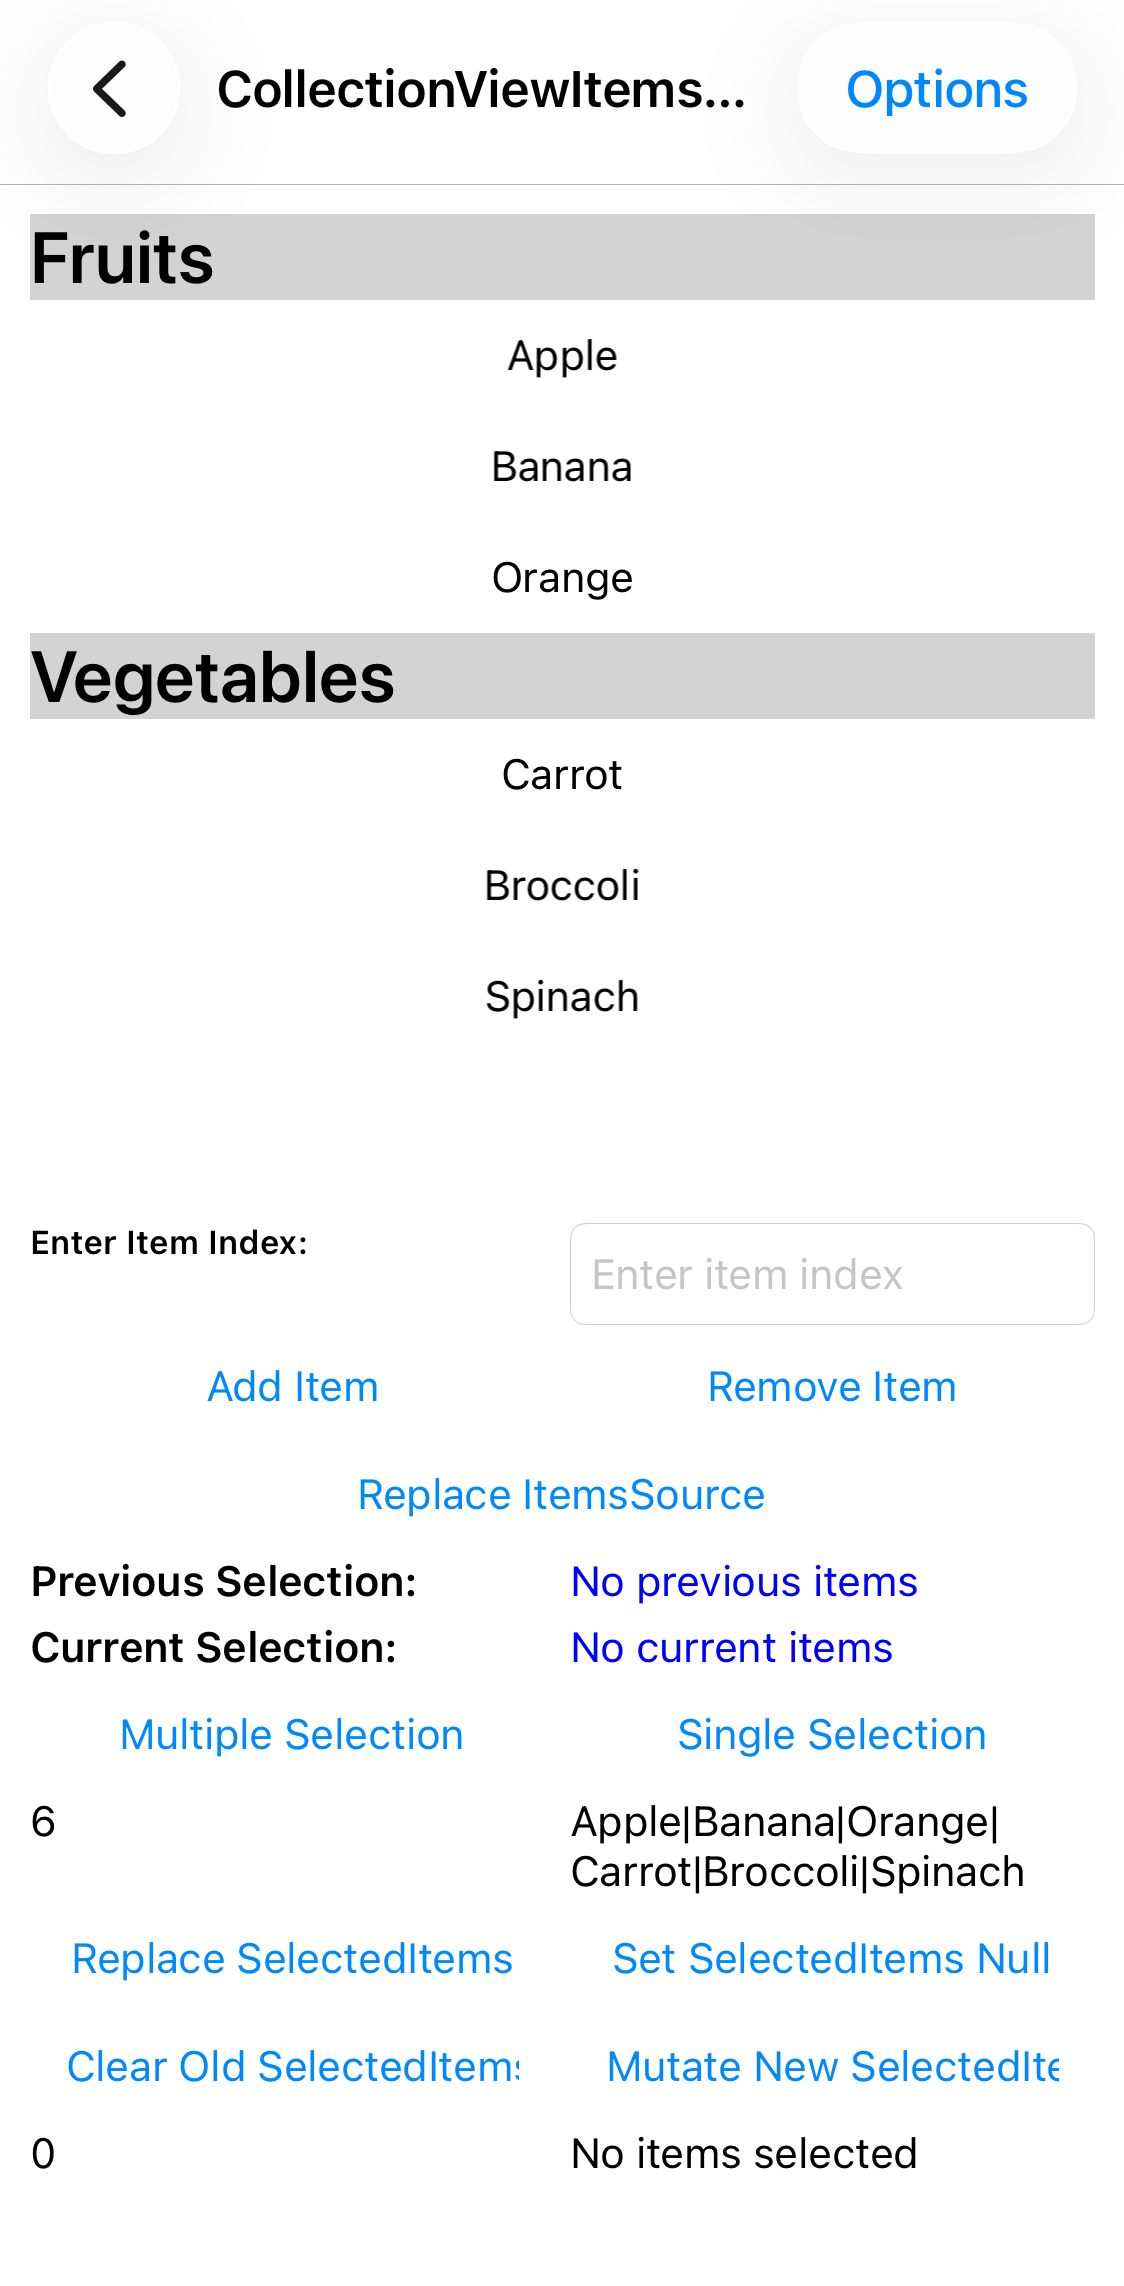 CollectionViewItems...
Options
Fruits
Apple
Banana
Orange
Vegetables
Carrot
Broccoli
Spinach
Enter Item Index:
Enter item index
Add Item
Remove Item
Replace ItemsSource
Previous Selection:
No previous items
Current Selection:
No current items
Multiple Selection
Single Selection
6
Apple|Banana|Orange|
Carrot|Broccoli|Spinach
Replace SelectedItems
Set SelectedItems Null
Clear Old SelectedItems
Mutate New SelectedIte
0
No items selected